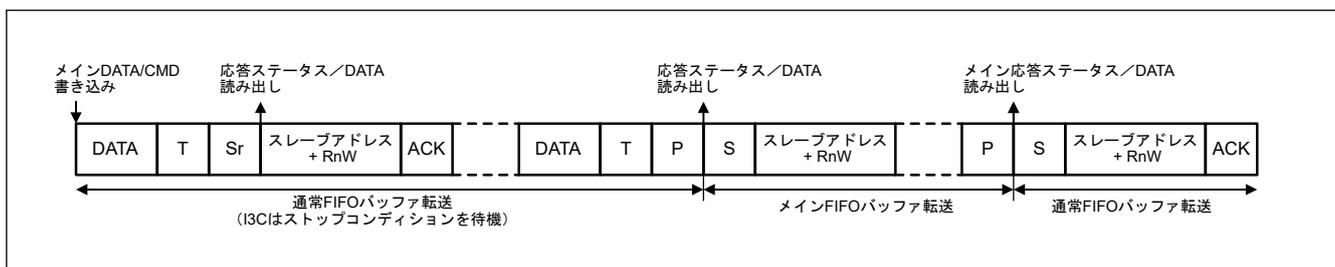 メインDATA/CMD
書き込み
応答ステータス／DATA
読み出し
応答ステータス／DATA
読み出し
メイン応答ステータス／DATA
読み出し
DATA
T
Sr
スレーブアドレス
+ RnW
ACK
DATA
T
P
S
スレーブアドレス
+ RnW
P
S
スレーブアドレス
+ RnW
ACK
通常FIFOバッファ転送
（I3Cはストップコンディションを待機）
メインFIFOバッファ転送
通常FIFOバッファ転送